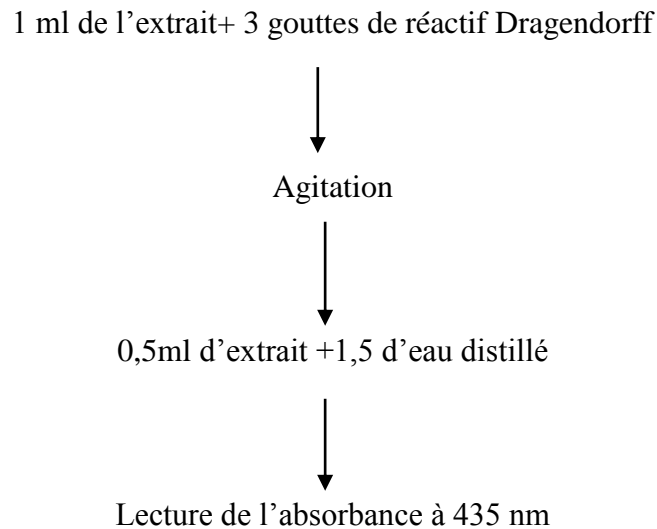 1 ml de l’extrait+ 3 gouttes de réactif Dragendorff
Agitation
0,5ml d’extrait +1,5 d’eau distillé
Lecture de l’absorbance à 435 nm